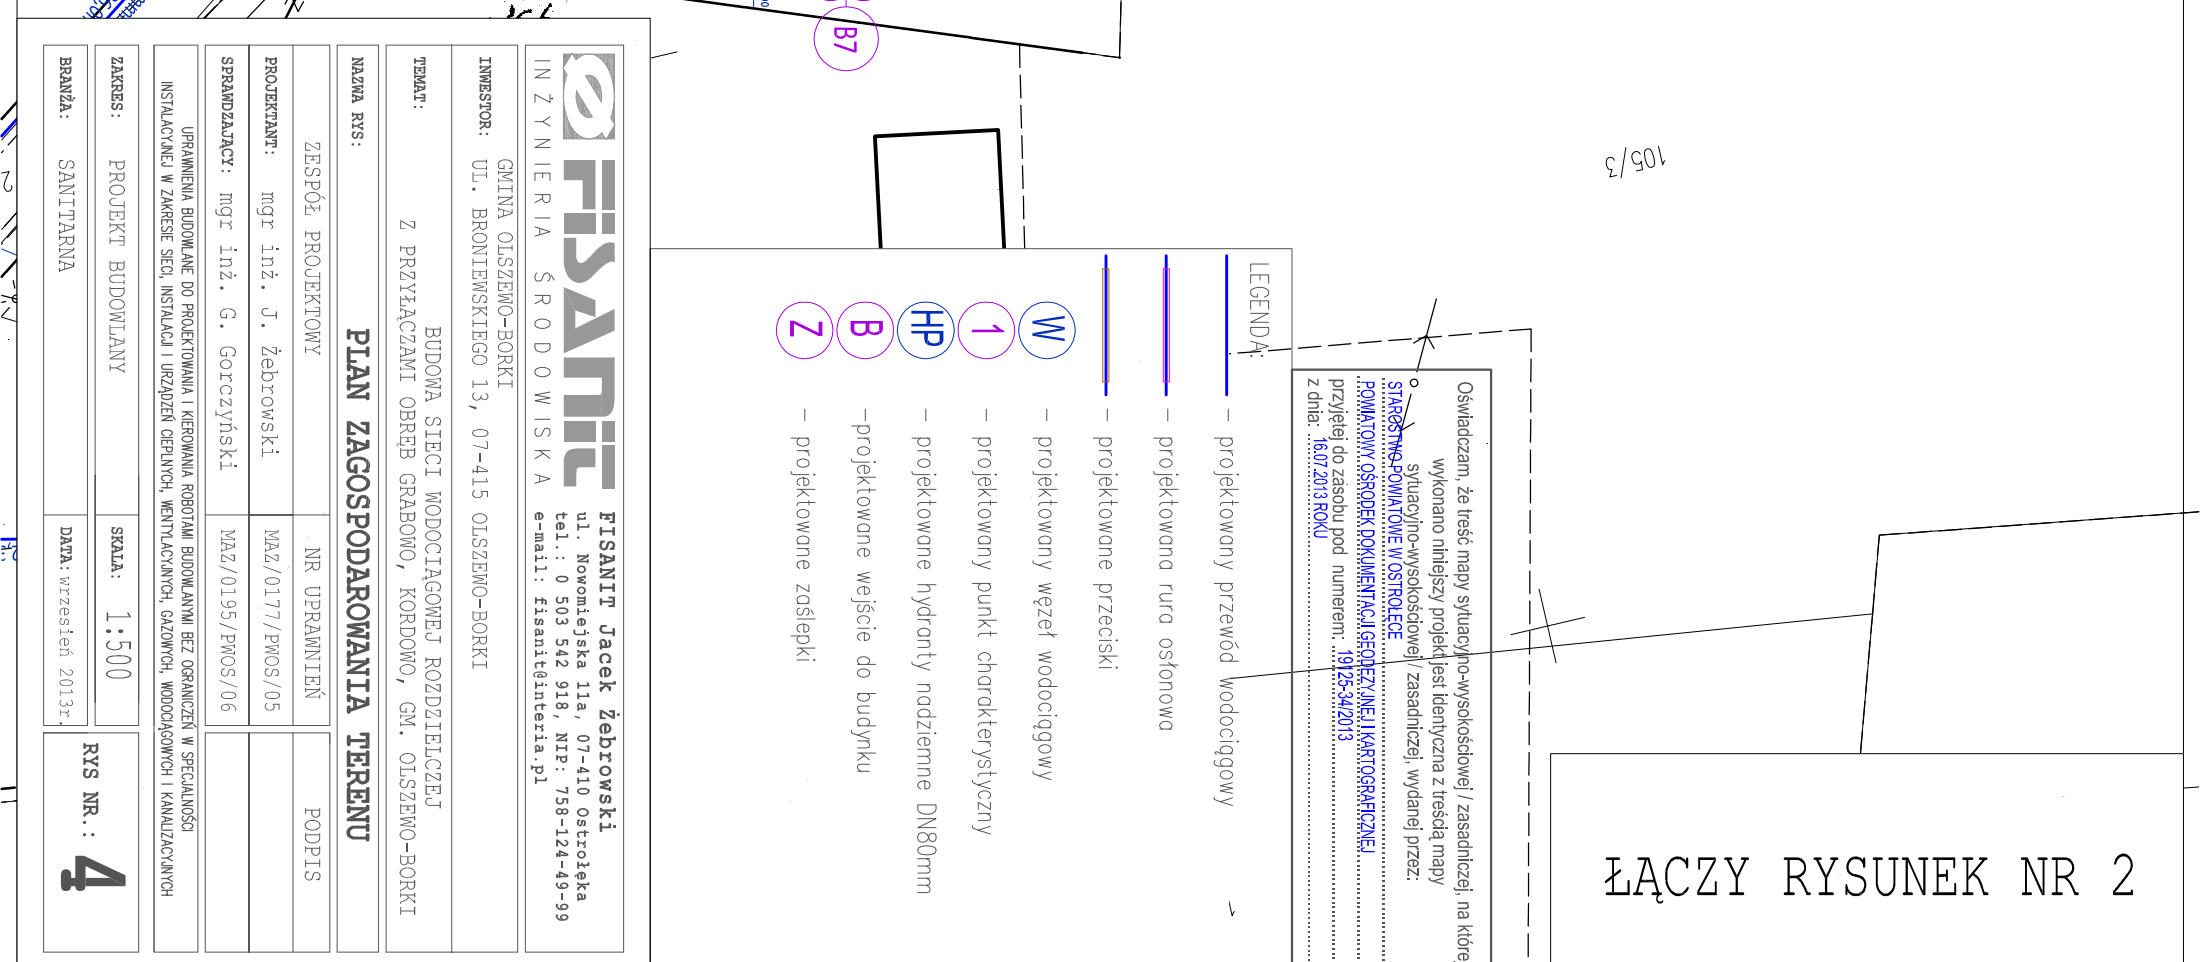 FISANIT
INŻYNIERIA ŚRODOWISKA
FISANIT Jacek Żebrowski
ul. Nowomiejska 11a, 07-410 Ostrołęka
tel.: 0 503 542 918, NIP: 758-124-49-99
e-mail: fisanit@interia.pl
INWESTOR:
GMINA OLSZEWO-BORKI
UL. BRONIEWSKIEGO 13, 07-415 OLSZEWO-BORKI
TEMAT:
BUDOWA SIECI WODOCIĄGOWEJ ROZDZIELCZEJ
Z PRZYŁĄCZAMI OBRĘB GRABOWO, KORDOWO, GM. OLSZEWO-BORKI
NAZWA RYS:
PLAN ZAGOSPODAROWANIA TERENU
ZESPÓŁ PROJEKTOWY NR UPRAWNIEŃ PODPIS
PROJEKTANT: mgr inż. J. Żebrowski MAZ/0177/PWOS/05
SPRAWDZAJĄCY: mgr inż. G. Gorczyński MAZ/0195/PWOS/06
UPRAWNIENIA BUDOWLANE DO PROJEKTOWANIA I KIEROWANIA ROBOTAMI BUDOWLANYMI BEZ OGRANICZEŃ W SPECJALNOŚCI
INSTALACYJNEJ W ZAKRESIE SIECI, INSTALACJI I URZĄDZEŃ CIEPLNYCH, WENTYLACYJNYCH, GAZOWYCH, WODOCIĄGOWYCH I KANALIZACYJNYCH
ZAKRES: PROJEKT BUDOWLANY SKALA: 1:500
BRANŻA: SANITARNA DATA: wrzesień 2013r.
RYS NR.: 4
LEGENDA:
– projektowany przewód wodociągowy
– projektowana rura osłonowa
– projektowane przeciski
W – projektowany węzeł wodociągowy
1 – projektowany punkt charakterystyczny
HP – projektowane hydranty nadziemne DN80mm
B –projektowane wejście do budynku
Z – projektowane zaślepki
Oświadczam, że treść mapy sytuacyjno-wysokościowej / zasadniczej, na które
wykonano niniejszy projekt jest identyczna z treścią mapy
sytuacyjno-wysokościowej / zasadniczej, wydanej przez:
STAROSTWO POWIATOWE W OSTROŁĘCE
POWIATOWY OŚRODEK DOKUMENTACJI GEODEZYJNEJ I KARTOGRAFICZNEJ
przyjętej do zasobu pod numerem: 19125-34/2013
z dnia: 16.07.2013 ROKU
B7
105/3
ŁĄCZY RYSUNEK NR 2